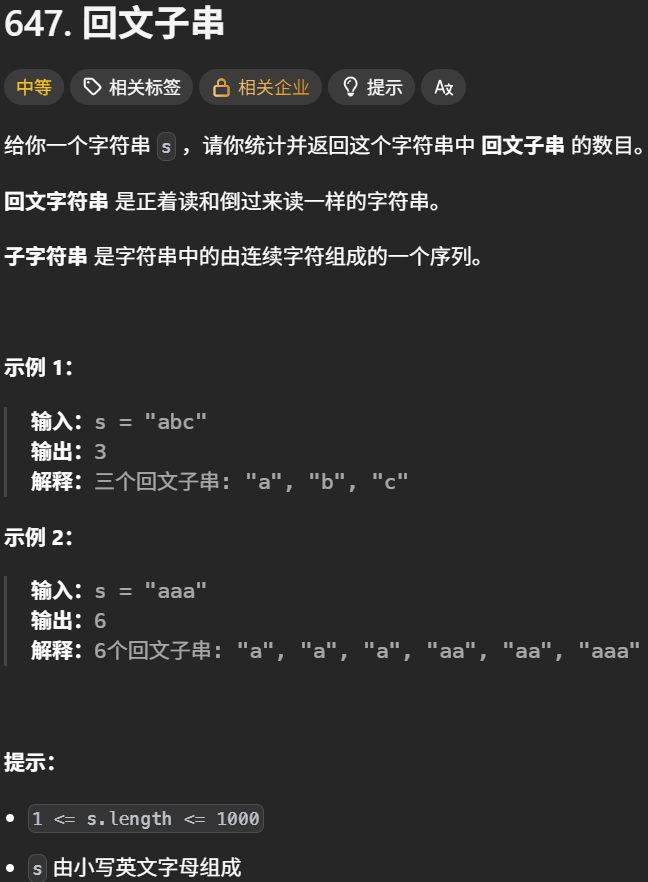 647. 回文子串
中等 相关标签 相关企业 提示 Ax
给你一个字符串 s ，请你统计并返回这个字符串中 回文子串 的数目。
回文字符串 是正着读和倒过来读一样的字符串。
子字符串 是字符串中的由连续字符组成的一个序列。
示例 1：
输入：s = "abc"
输出：3
解释：三个回文子串: "a", "b", "c"
示例 2：
输入：s = "aaa"
输出：6
解释：6个回文子串: "a", "a", "a", "aa", "aa", "aaa"
提示：
1 <= s.length <= 1000
s 由小写英文字母组成